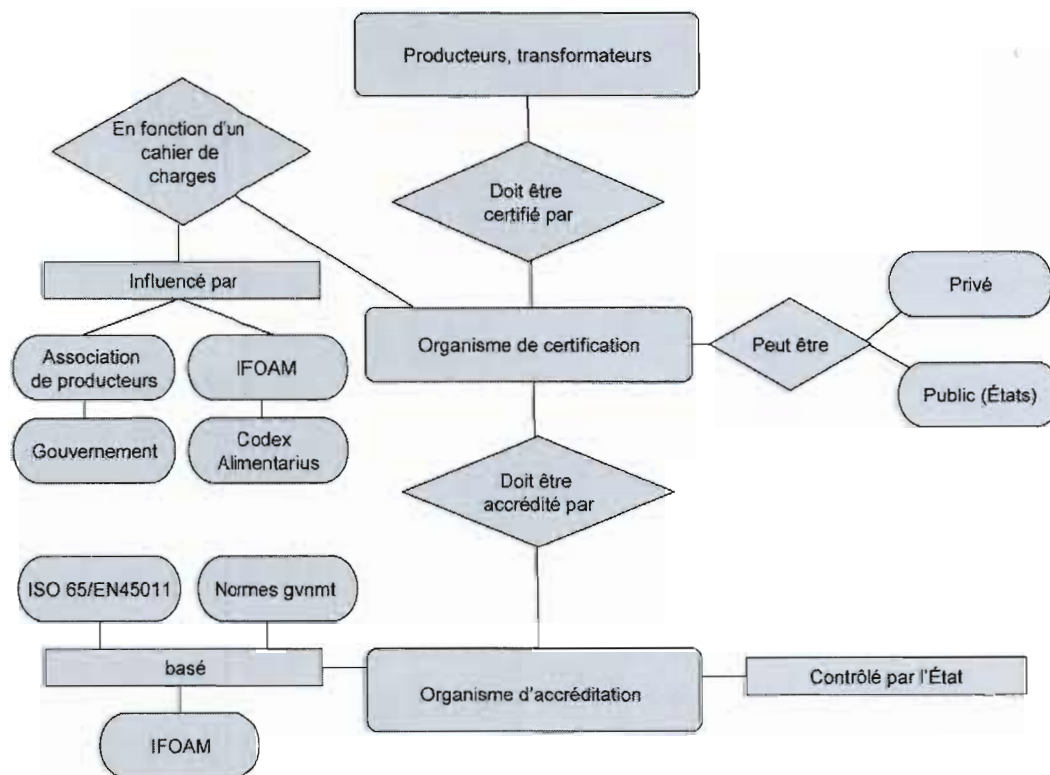 Producteurs, transformateurs
En fonction d'un
cahier de
charges
Doit être
certifié par
Influencé par
Privé
Organisme de certification
Peut être
Association
de producteurs
IFOAM
Public (États)
Gouvernement
Codex
Alimentarius
Doit être
accrédité par
ISO 65/EN45011
Normes gvnmt
basé
Organisme d'accréditation
Contrôlé par l'État
IFOAM